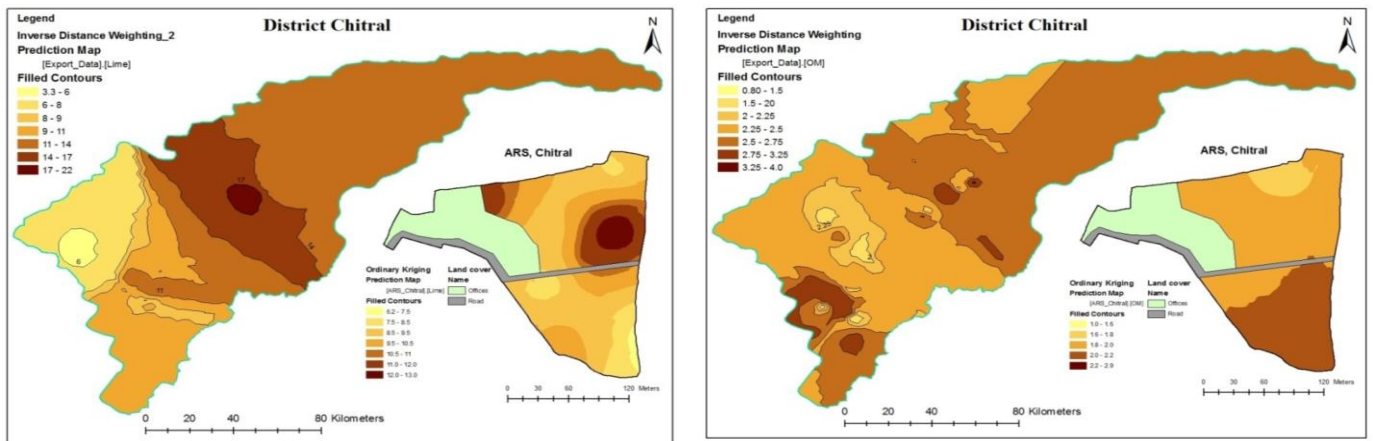 Legend
District Chitral
N
Inverse Distance Weighting_2
Prediction Map
[Export_Data].[Lime]
Filled Contours
3.3 - 6
6 - 8
8 - 9
9 - 11
11 - 14
14 - 17
17 - 22
17
14
11
6
ARS, Chitral
Ordinary Kriging
Prediction Map
[ARS_Chitral].[Lime]
Filled Contours
6.2 - 7.5
7.5 - 8.5
8.5 - 9.5
9.5 - 10.5
10.5 - 11
11.0 - 12.0
12.0 - 13.0
Land cover
Name
Offices
Road
0 30 60 120 Meters
0 20 40 80 Kilometers
Legend
District Chitral
N
Inverse Distance Weighting
Prediction Map
[Export_Data].[OM]
Filled Contours
0.80 - 1.5
1.5 - 20
2 - 2.25
2.25 - 2.5
2.5 - 2.75
2.75 - 3.25
3.25 - 4.0
2.25
2
ARS, Chitral
Ordinary Kriging
Prediction Map
[ARS_Chitral].[OM]
Filled Contours
1.6 - 1.8
1.8 - 2.0
2.0 - 2.2
2.2 - 2.9
Land cover
Name
Offices
Road
0 30 60 120 Meters
0 20 40 80 Kilometers